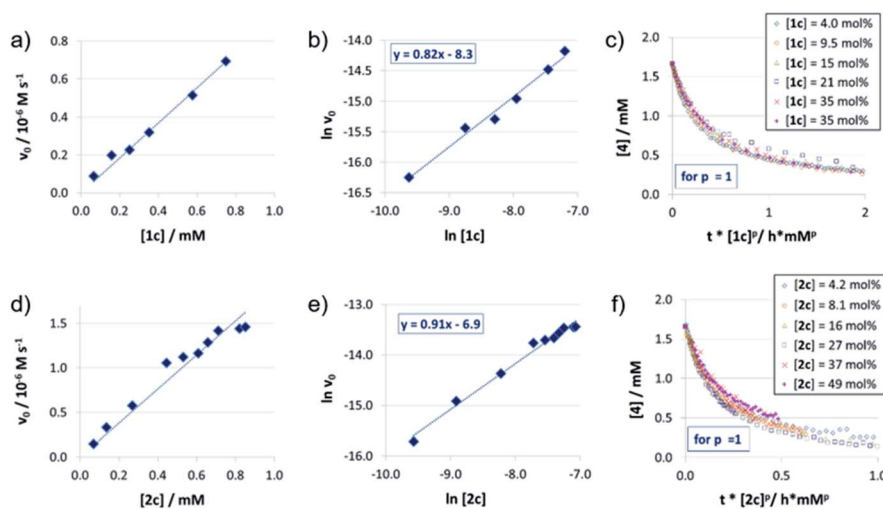 a)
v₀ / 10⁻⁶ M s⁻¹
0.8
0.6
0.4
0.2
0.0
0.0 0.2 0.4 0.6 0.8 1.0
[1c] / mM
b)
y = 0.82x - 8.3
ln v₀
-14.0
-14.5
-15.0
-15.5
-16.0
-16.5
-10.0 -9.0 -8.0 -7.0
ln [1c]
c)
[4] / mM
2.0
1.5
1.0
0.5
0.0
0 1 2
[1c] = 4.0 mol%
[1c] = 9.5 mol%
[1c] = 15 mol%
[1c] = 21 mol%
[1c] = 35 mol%
[1c] = 35 mol%
for p = 1
t * [1c]ᵖ/ h*mMᵖ
d)
v₀ / 10⁻⁶ M s⁻¹
1.5
1.0
0.5
0.0
0.0 0.2 0.4 0.6 0.8 1.0
[2c] / mM
e)
y = 0.91x - 6.9
ln v₀
-13.0
-14.0
-15.0
-16.0
-10.0 -9.0 -8.0 -7.0
ln [2c]
f)
[4] / mM
2.0
1.5
1.0
0.5
0.0
0.0 0.5 1.0
[2c] = 4.2 mol%
[2c] = 8.1 mol%
[2c] = 16 mol%
[2c] = 27 mol%
[2c] = 37 mol%
[2c] = 49 mol%
for p =1
t * [2c]ᵖ/ h*mMᵖ